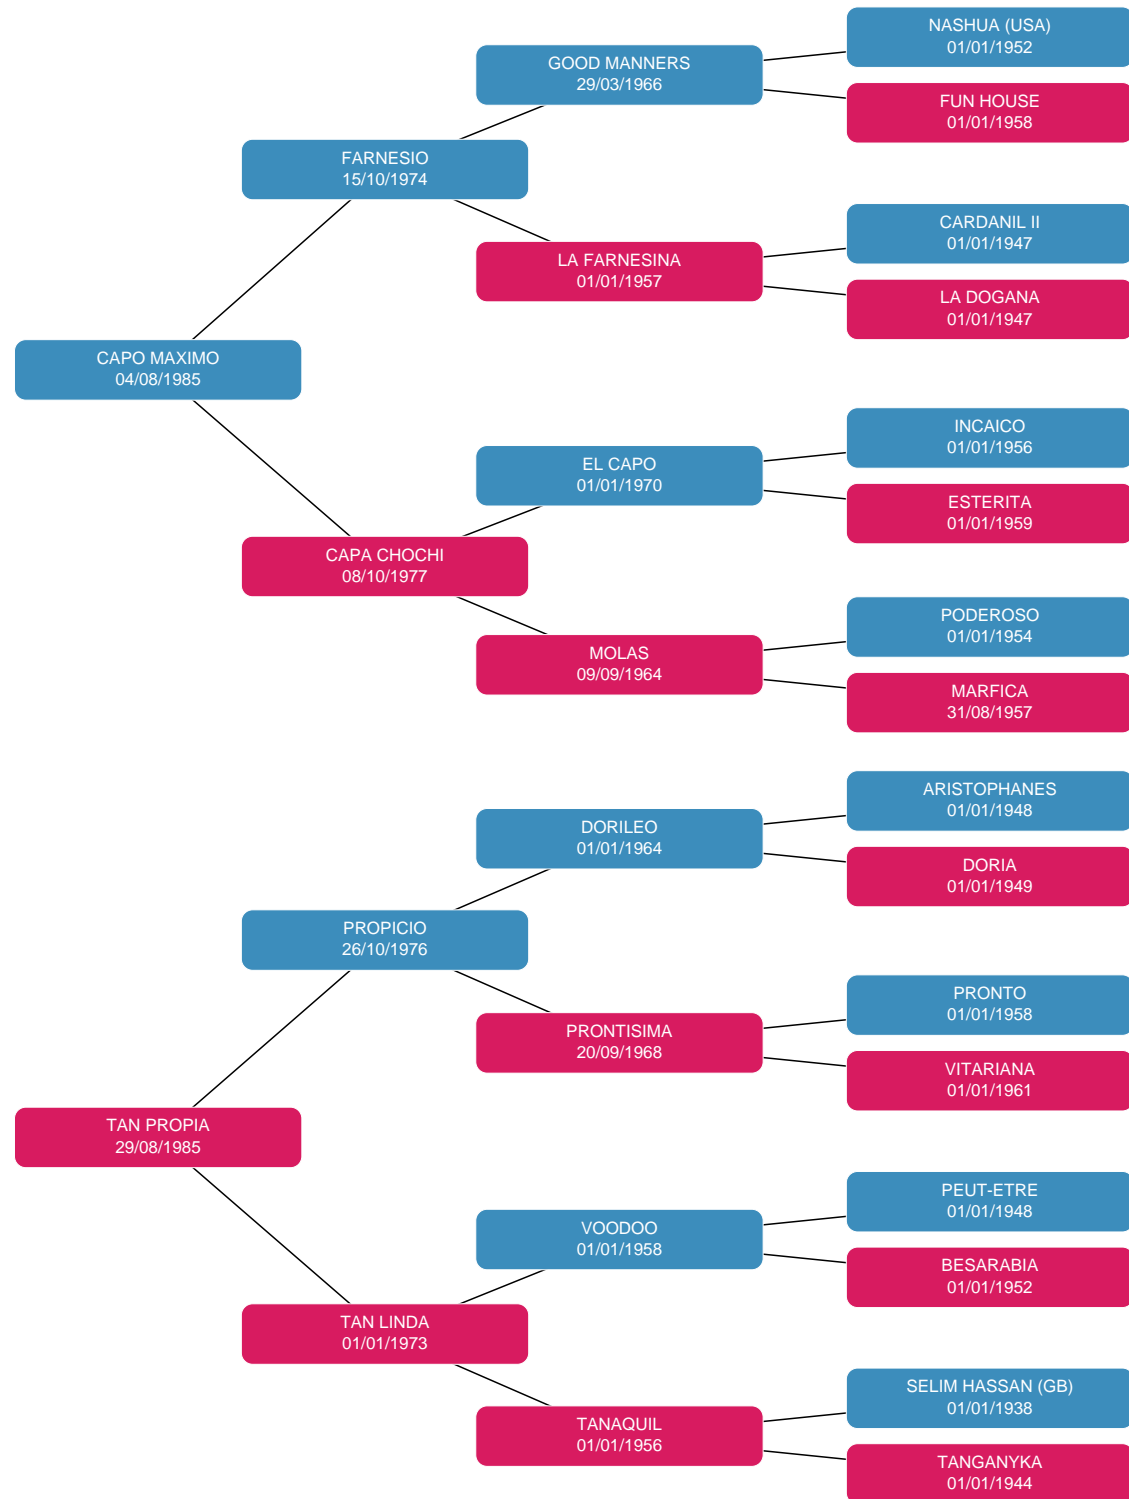 NASHUA (USA)
01/01/1952
GOOD MANNERS
29/03/1966
FUN HOUSE
01/01/1958
FARNESIO
15/10/1974
CARDANIL II
01/01/1947
LA FARNESINA
01/01/1957
LA DOGANA
01/01/1947
CAPO MAXIMO
04/08/1985
INCAICO
01/01/1956
EL CAPO
01/01/1970
ESTERITA
01/01/1959
CAPA CHOCHI
08/10/1977
PODEROSO
01/01/1954
MOLAS
09/09/1964
MARFICA
31/08/1957
ARISTOPHANES
01/01/1948
DORILEO
01/01/1964
DORIA
01/01/1949
PROPICIO
26/10/1976
PRONTO
01/01/1958
PRONTISIMA
20/09/1968
VITARIANA
01/01/1961
TAN PROPIA
29/08/1985
PEUT-ETRE
01/01/1948
VOODOO
01/01/1958
BESARABIA
01/01/1952
TAN LINDA
01/01/1973
SELIM HASSAN (GB)
01/01/1938
TANAQUIL
01/01/1956
TANGANYKA
01/01/1944